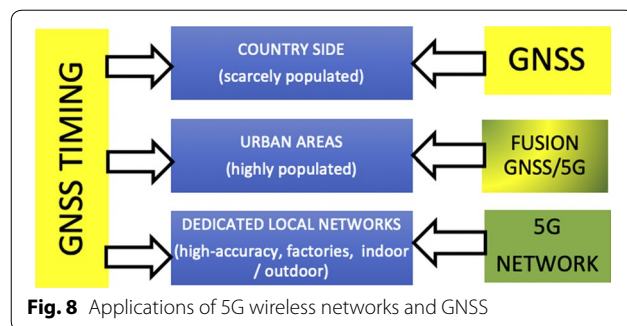 GNSS TIMING
COUNTRY SIDE
(scarcely populated)
GNSS
URBAN AREAS
(highly populated)
FUSION
GNSS/5G
DEDICATED LOCAL NETWORKS
(high-accuracy, factories, indoor
/ outdoor)
5G
NETWORK
Fig. 8 Applications of 5G wireless networks and GNSS